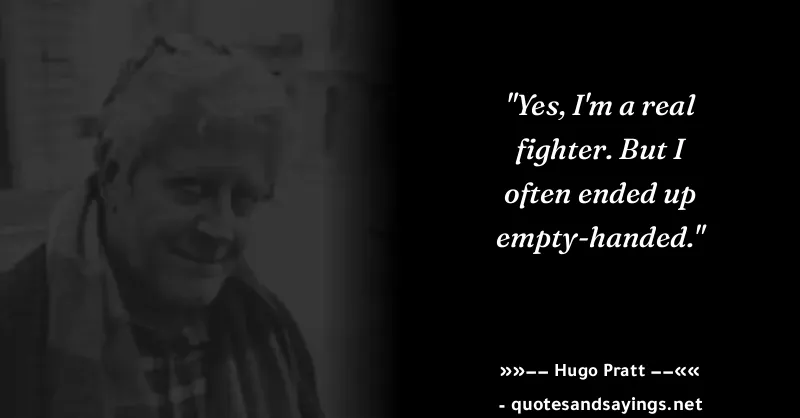 "Yes, I'm a real
fighter. But I
often ended up
empty-handed."
»»–– Hugo Pratt ––««
- quotesandsayings.net